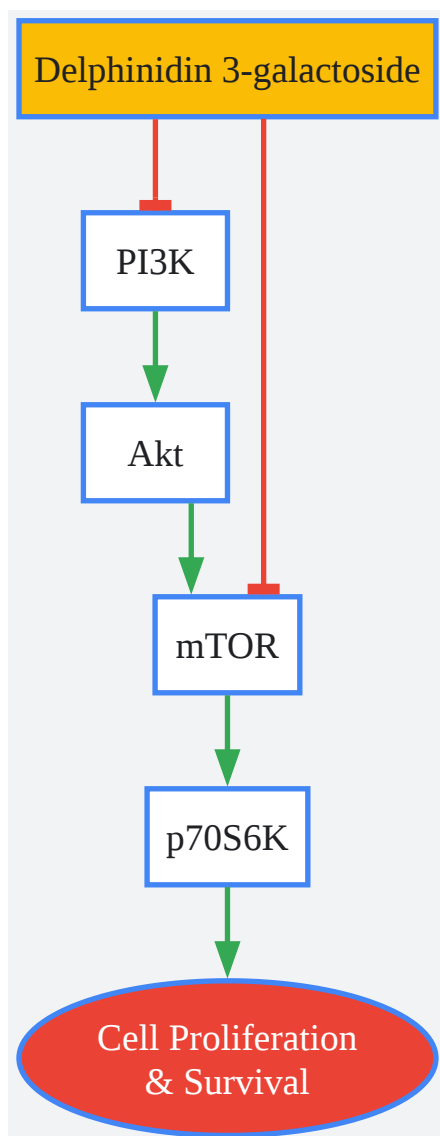 Delphinidin 3-galactoside
PI3K
Akt
mTOR
p70S6K
Cell Proliferation
& Survival